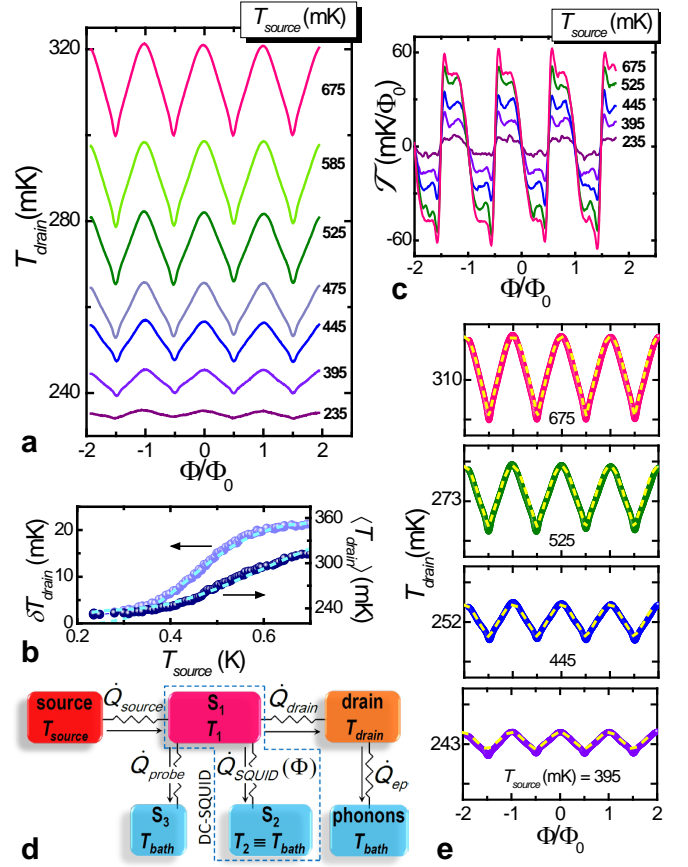 T_source (mK)
T_drain (mK)
320
280
240
675
585
525
475
445
395
235
-2 -1 0 1 2
Φ/Φ₀
a
T_source (mK)
𝒯 (mK/Φ₀)
60
0
-60
675
525
445
395
235
-2 -1 0 1 2
Φ/Φ₀
c
δT_drain (mK)
20
10
0
360
300
240
⟨T_drain⟩ (mK)
0.2 0.4 0.6
T_source (K)
b
source
T_source
Q̇_source
S₁
T₁
Q̇_drain
drain
T_drain
Q̇_probe
DC-SQUID
Q̇_SQUID (Φ)
Q̇_ep
S₃
T_bath
S₂
T₂ ≡ T_bath
phonons
T_bath
d
T_drain (mK)
310
675
273
525
252
445
243
T_source (mK) = 395
-2 -1 0 1 2
Φ/Φ₀
e